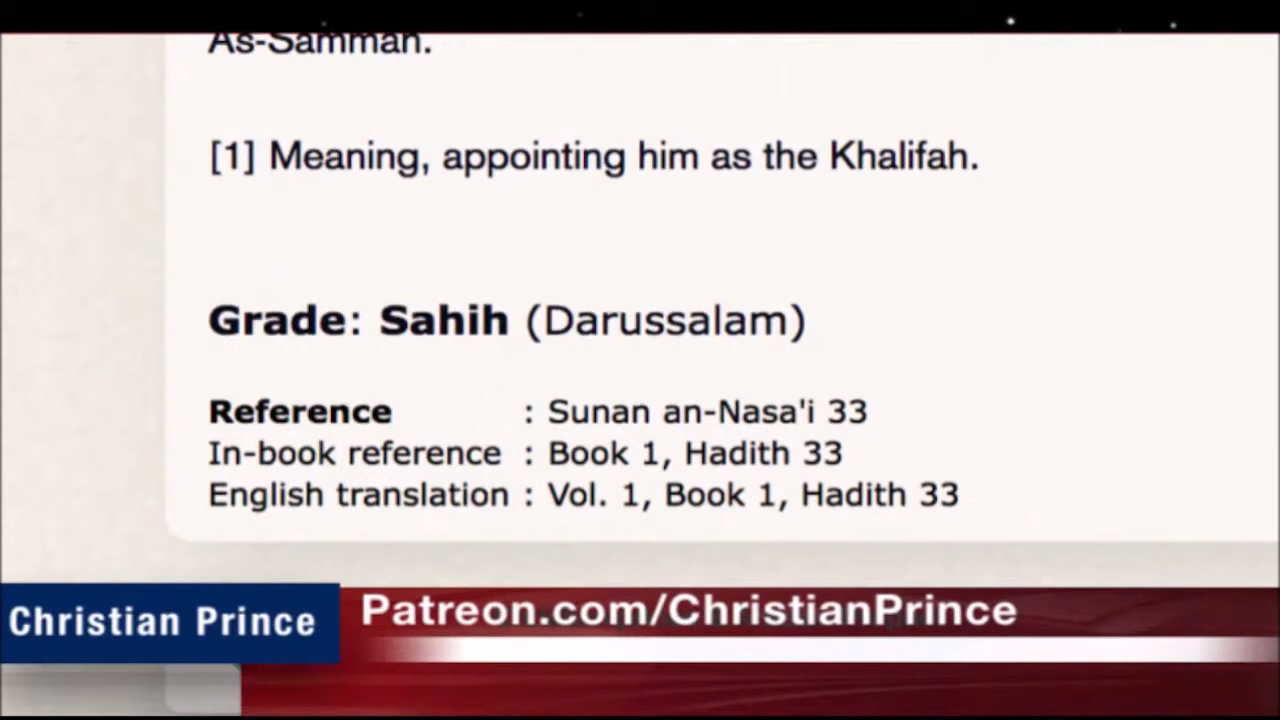 As-Samman.
[1] Meaning, appointing him as the Khalifah.
Grade: Sahih (Darussalam)
Reference : Sunan an-Nasa'i 33
In-book reference : Book 1, Hadith 33
English translation : Vol. 1, Book 1, Hadith 33
Christian Prince
Patreon.com/ChristianPrince